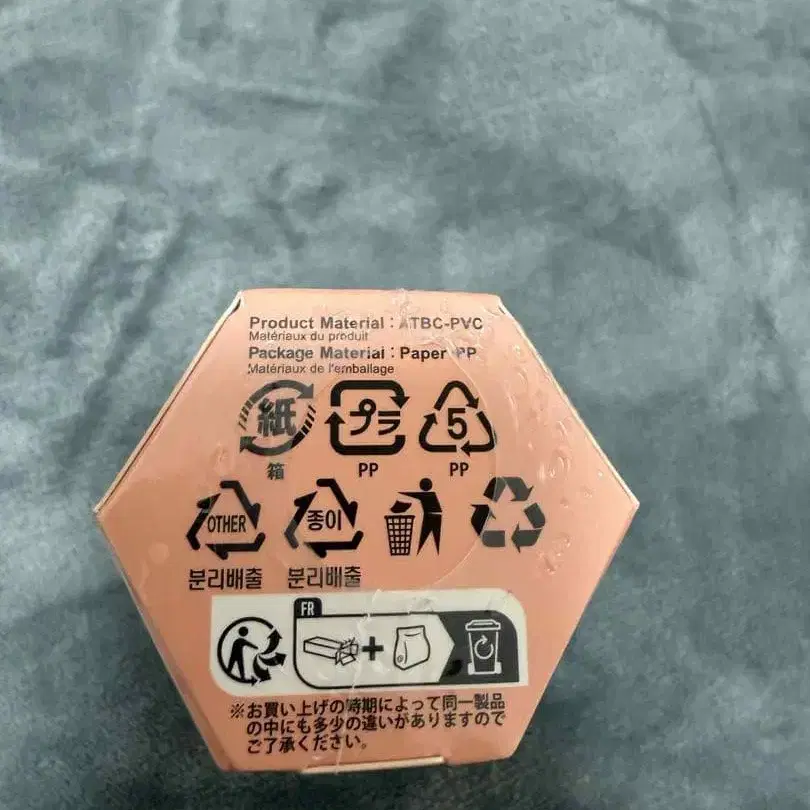 Product Material : ATBC-PVC
Matériaux du produit
Package Material : Paper PP
Matériaux de l'emballage
紙 プラ 5
箱 PP PP
OTHER 종이
분리배출 분리배출
FR
※お買い上げの時期によって同一製品
の中にも多少の違いがありますので
ご了承ください。